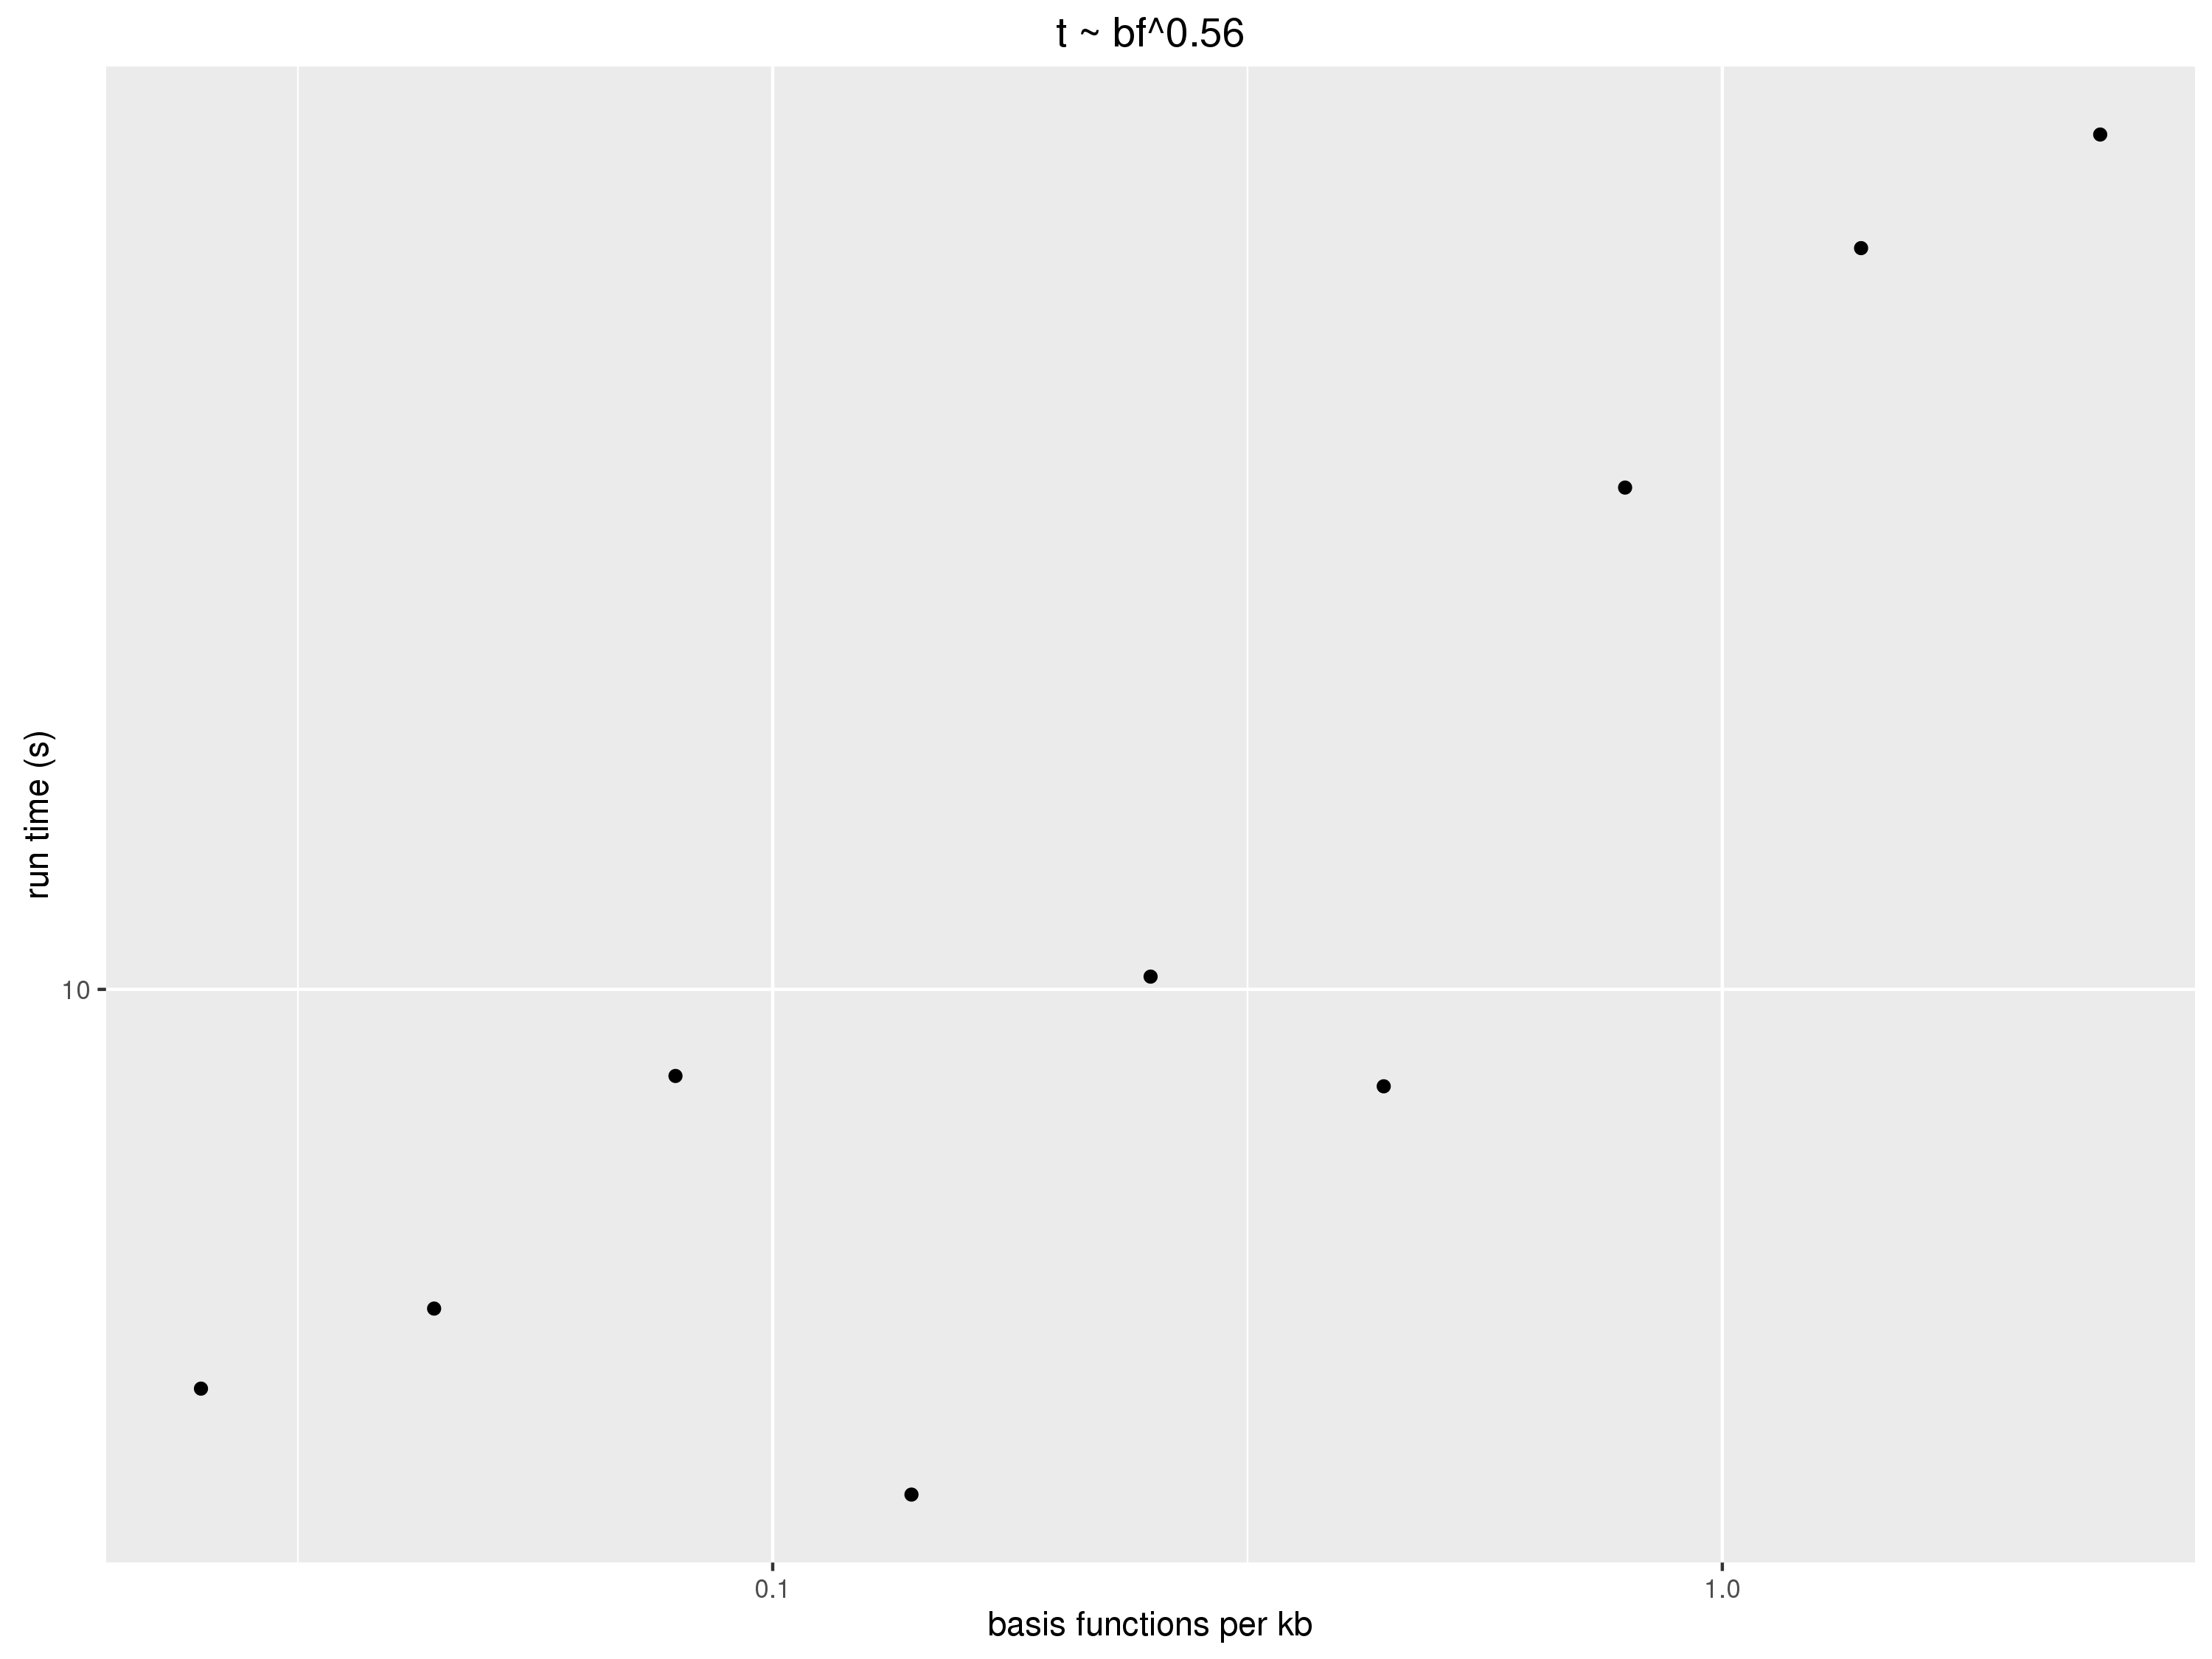 t ~ bf^0.56
run time (s)
10
0.1
1.0
basis functions per kb